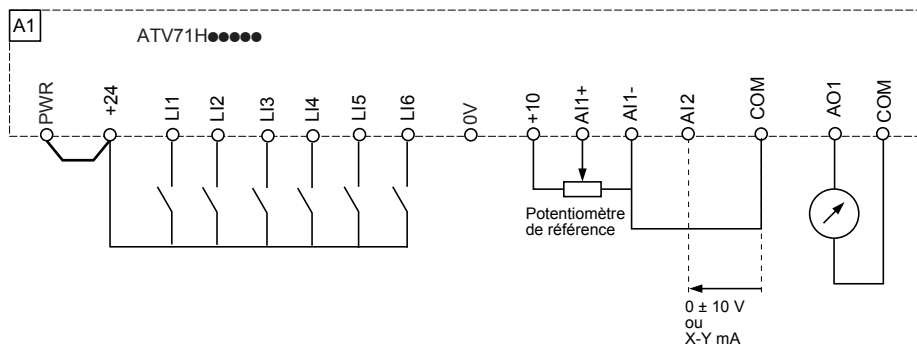 A1
ATV71H●●●●●
PWR
+24
LI1
LI2
LI3
LI4
LI5
LI6
0V
+10
AI1+
AI1-
AI2
COM
AO1
COM
Potentiomètre
de référence
0 ± 10 V
ou
X-Y mA